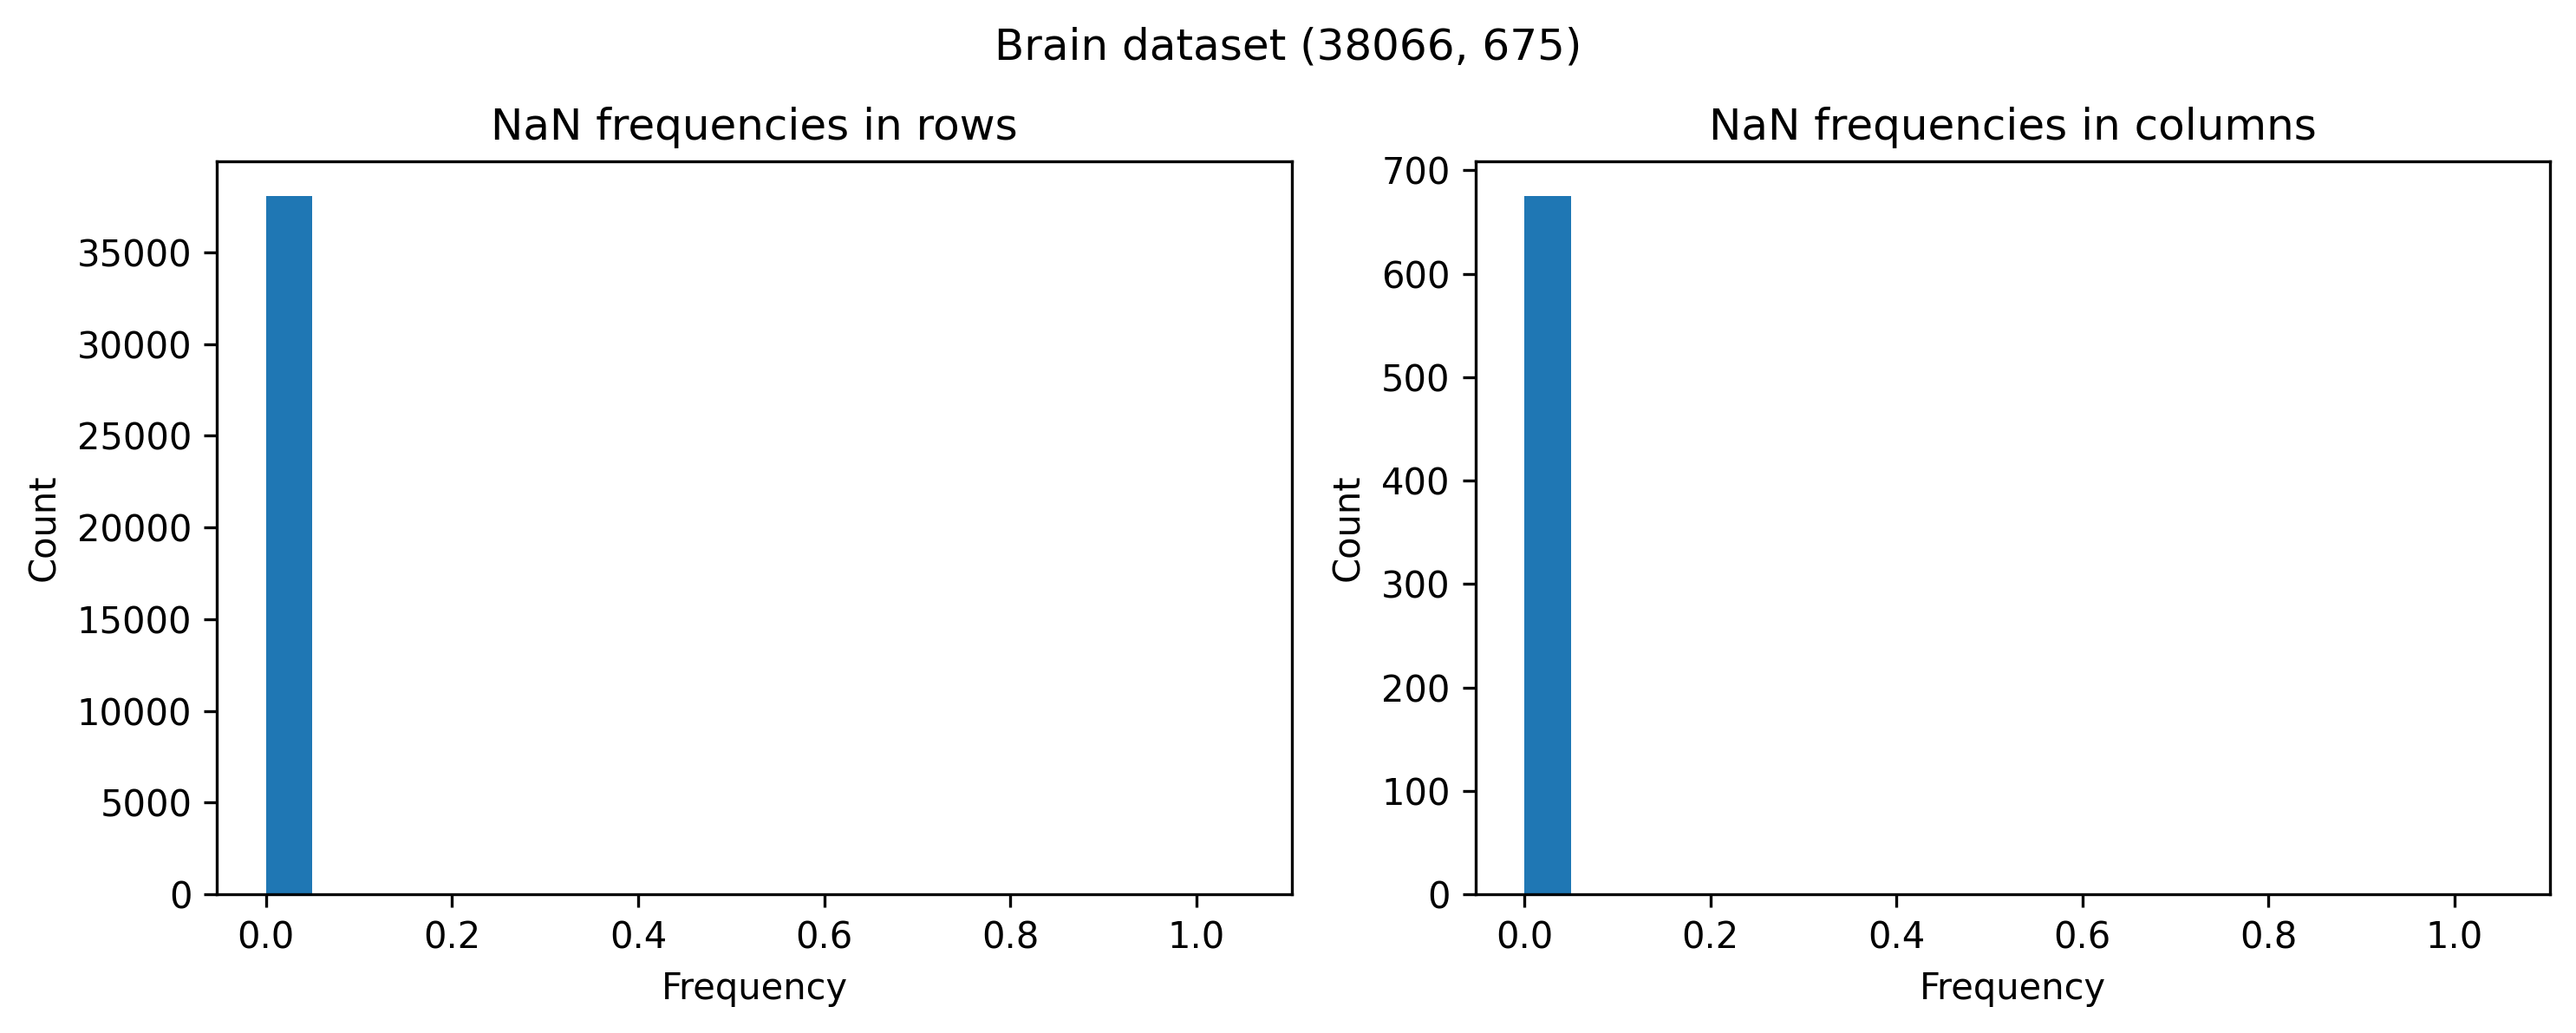 Brain dataset (38066, 675)
NaN frequencies in rows
35000
30000
25000
20000
15000
10000
5000
0
Count
0.0 0.2 0.4 0.6 0.8 1.0
Frequency
NaN frequencies in columns
700
600
500
400
300
200
100
0
Count
0.0 0.2 0.4 0.6 0.8 1.0
Frequency